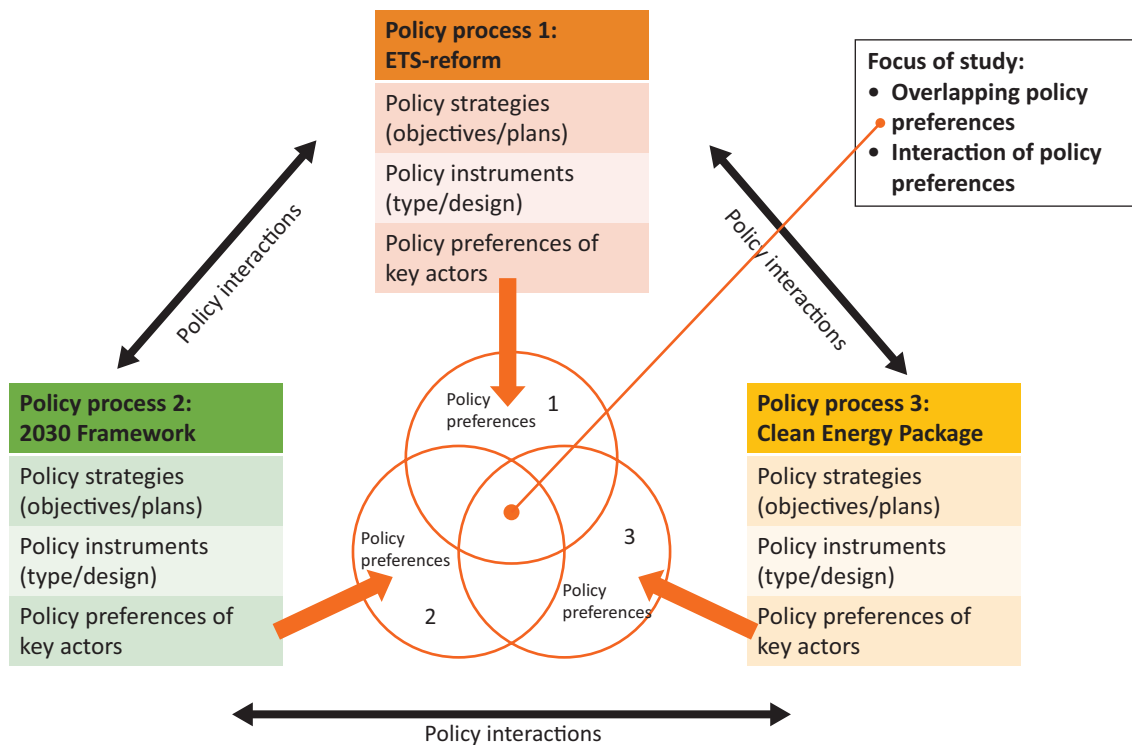 Policy process 1:
ETS-reform
Policy strategies
(objectives/plans)
Policy instruments
(type/design)
Policy preferences of
key actors
Focus of study:
• Overlapping policy
preferences
• Interaction of policy
preferences
Policy interactions
Policy interactions
Policy process 2:
2030 Framework
Policy strategies
(objectives/plans)
Policy instruments
(type/design)
Policy preferences of
key actors
Policy
preferences
1
Policy
preferences
2
3
Policy
preferences
Policy process 3:
Clean Energy Package
Policy strategies
(objectives/plans)
Policy instruments
(type/design)
Policy preferences of
key actors
Policy interactions